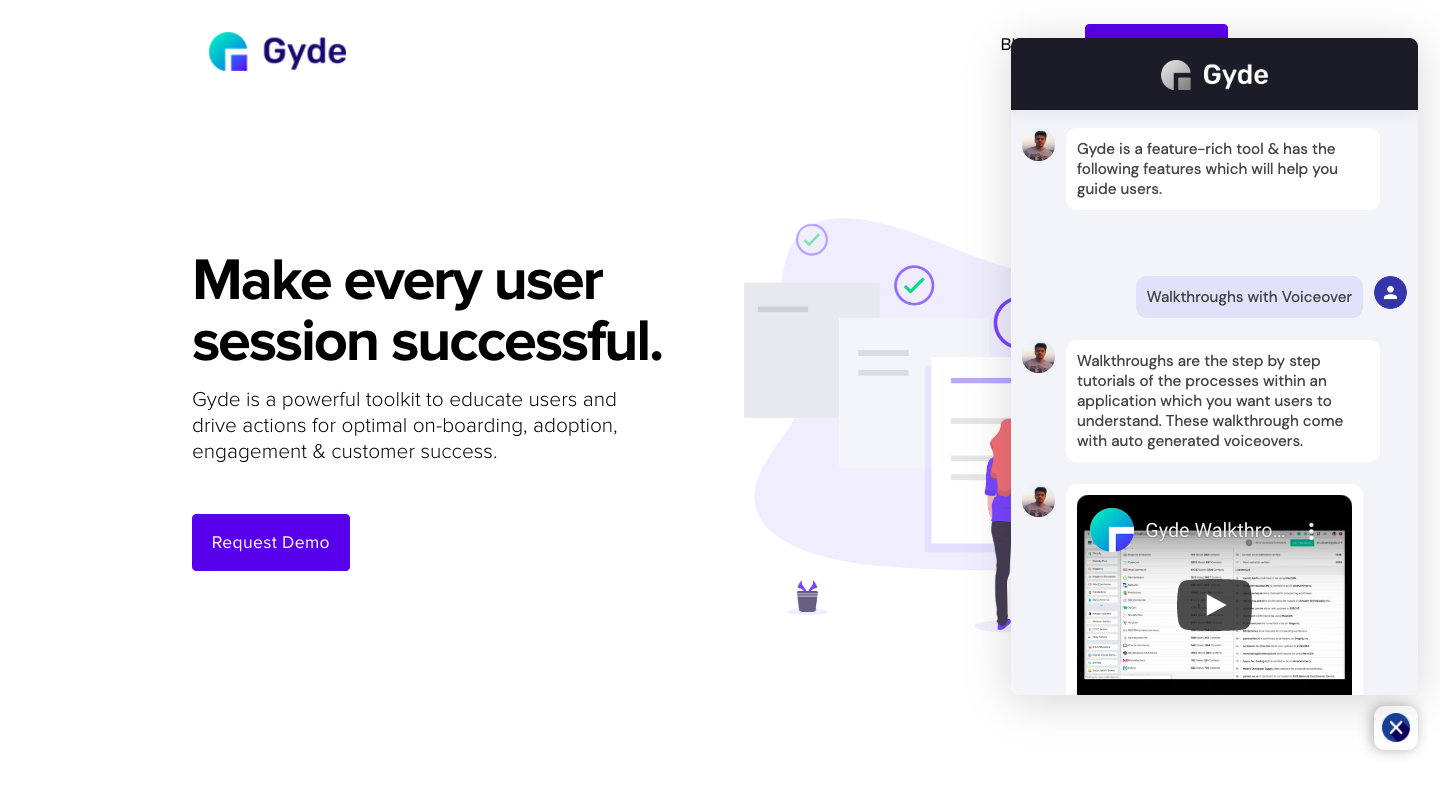 Gyde
Gyde
Gyde is a feature-rich tool & has the
following features which will help you
guide users.
Walkthroughs with Voiceover
Walkthroughs are the step by step
tutorials of the processes within an
application which you want users to
understand. These walkthrough come
with auto generated voiceovers.
Gyde Walkthro...
Make every user
session successful.
Gyde is a powerful toolkit to educate users and
drive actions for optimal on-boarding, adoption,
engagement & customer success.
Request Demo